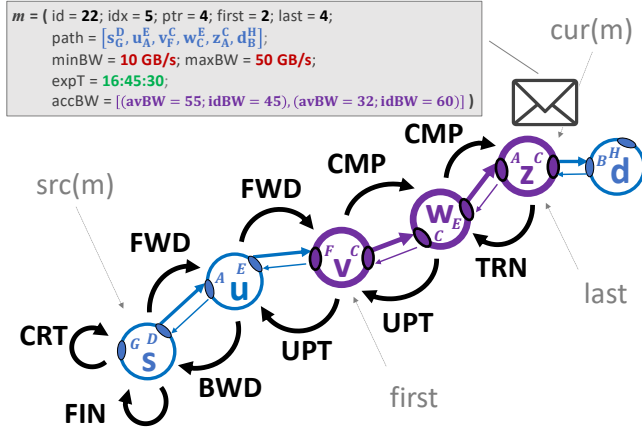 m = ( id = 22; idx = 5; ptr = 4; first = 2; last = 4;
path = [s_G^D, u_A^E, v_F^C, w_C^E, z_A^C, d_B^H];
minBW = 10 GB/s; maxBW = 50 GB/s;
expT = 16:45:30;
accBW = [(avBW = 55; idBW = 45), (avBW = 32; idBW = 60)] )
cur(m)
CMP
CMP
A C
z
B H
d
src(m)
FWD
w
C E
FWD
F C
v
TRN
A E
u
UPT
last
CRT
G D
s
UPT
BWD
first
FIN